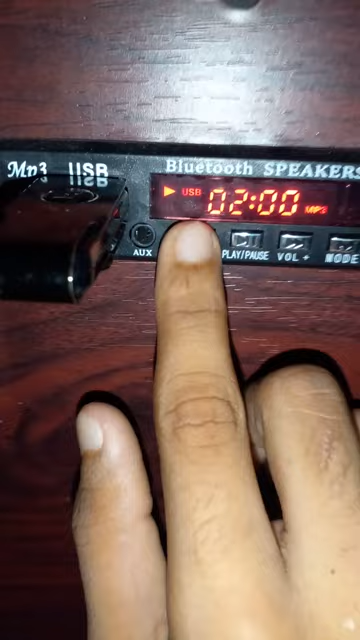 Mp3 USB
Bluetooth SPEAKERS
USB 02:00 MP3
AUX PLAY/PAUSE VOL + MODE